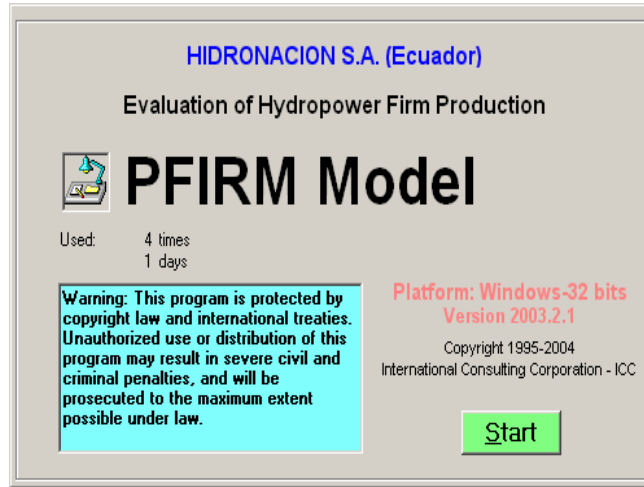 HIDRONACION S.A. (Ecuador)
Evaluation of Hydropower Firm Production
PFIRM Model
Used: 4 times
1 days
Warning: This program is protected by
copyright law and international treaties.
Unauthorized use or distribution of this
program may result in severe civil and
criminal penalties, and will be
prosecuted to the maximum extent
possible under law.
Platform: Windows-32 bits
Version 2003.2.1
Copyright 1995-2004
International Consulting Corporation - ICC
Start